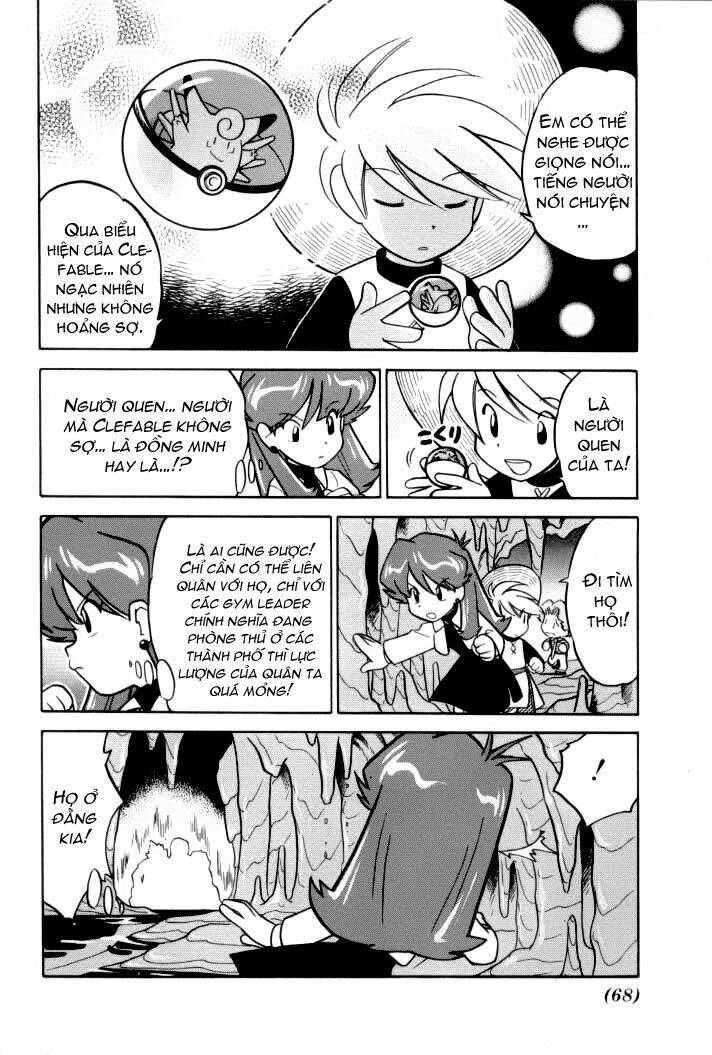 EM CÓ THỂ
NGHE ĐƯỢC
GIỌNG NÓI...
TIẾNG NGƯỜI
NÓI CHUYỆN
...
QUA BIỂU
HIỆN CỦA CLE-
FABLE... NÓ
NGẠC NHIÊN
NHƯNG KHÔNG
HOẢNG SỢ.
LÀ
NGƯỜI
QUEN
CỦA TA!
にっくり
NGƯỜI QUEN... NGƯỜI
MÀ CLEFABLE KHÔNG
SỢ... LÀ ĐỒNG MINH
HAY LÀ...!?
ĐI TÌM
HỌ
THÔI!
LÀ AI CŨNG ĐƯỢC!
CHỈ CẦN CÓ THỂ LIÊN
QUÂN VỚI HỌ, CHỈ VỚI
CÁC GYM LEADER
CHÍNH NGHĨA ĐANG
PHÒNG THỦ Ở CÁC
THÀNH PHỐ THÌ LỰC
LƯỢNG CỦA QUÂN TA
QUÁ MỎNG!
!
HỌ Ở
ĐẰNG
KIA!
(68)